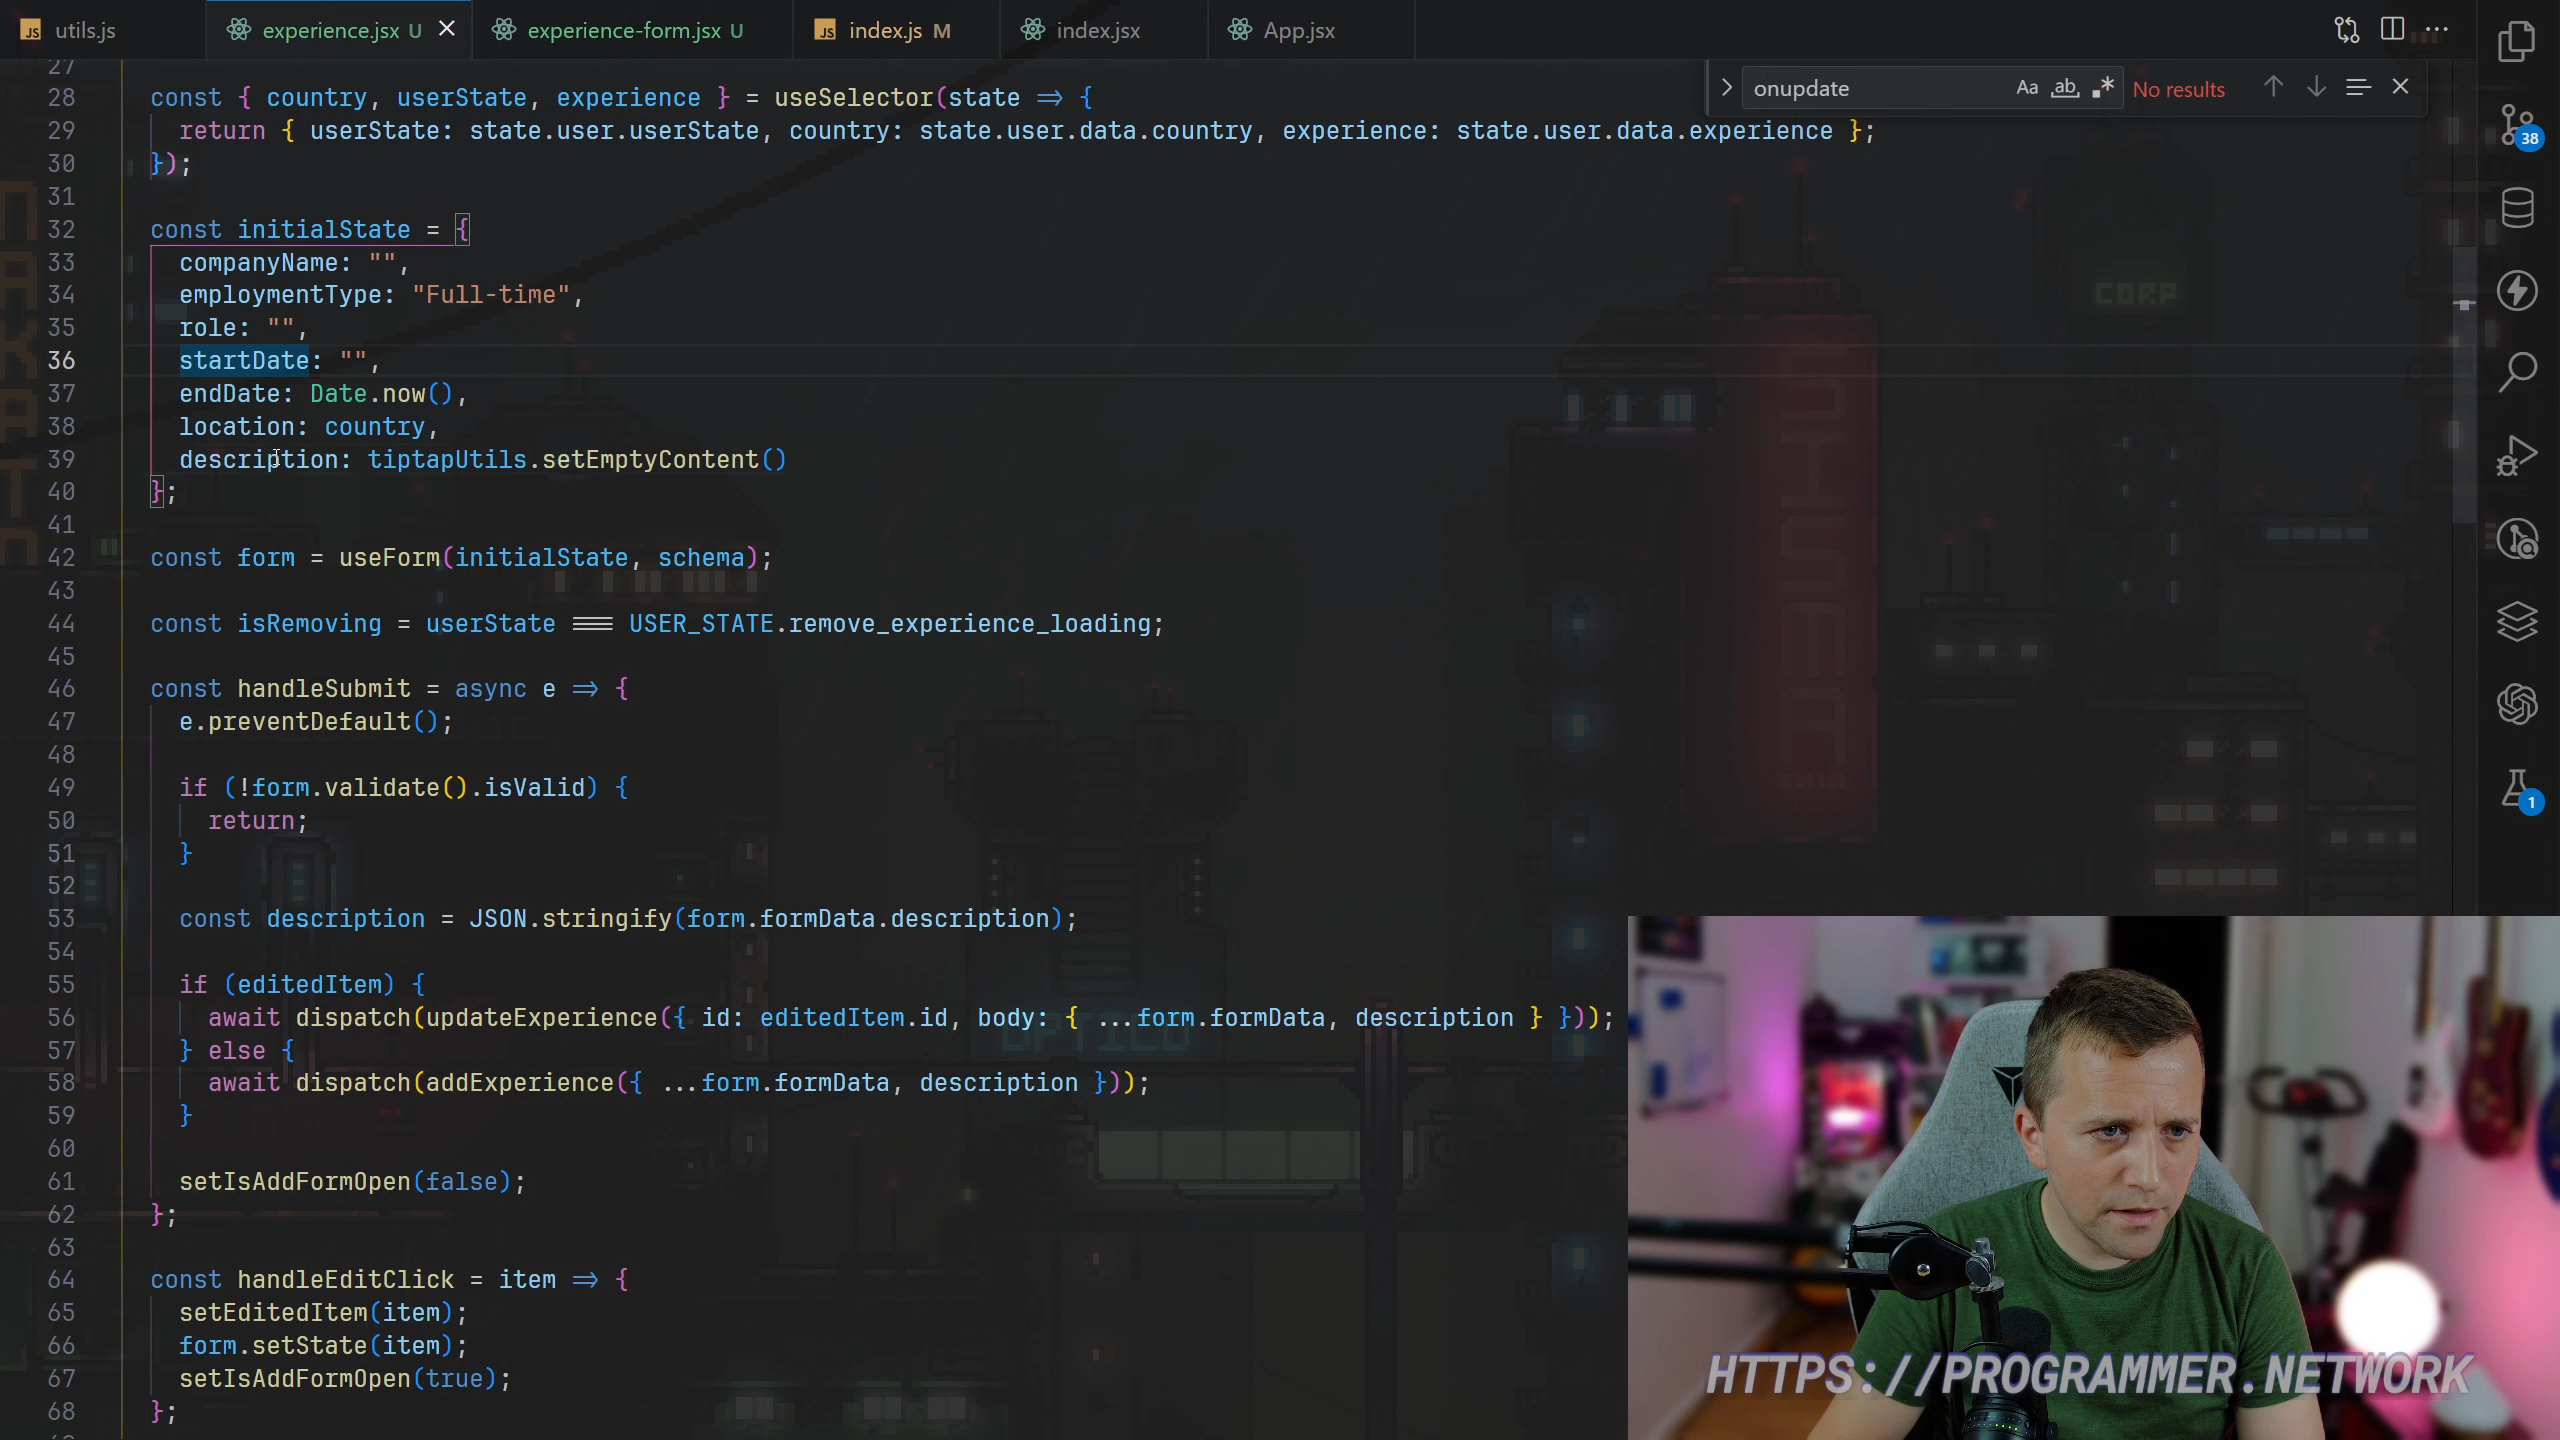 utils.js
experience.jsx U
experience-form.jsx U
index.js M
index.jsx
App.jsx
onupdate
Aa
ab
No results
27
28 const { country, userState, experience } = useSelector(state => {
29 return { userState: state.user.userState, country: state.user.data.country, experience: state.user.data.experience };
30 });
31
32 const initialState = {
33 companyName: "",
34 employmentType: "Full-time",
35 role: "",
36 startDate: "",
37 endDate: Date.now(),
38 location: country,
39 description: tiptapUtils.setEmptyContent()
40 };
41
42 const form = useForm(initialState, schema);
43
44 const isRemoving = userState === USER_STATE.remove_experience_loading;
45
46 const handleSubmit = async e => {
47 e.preventDefault();
48
49 if (!form.validate().isValid) {
50 return;
51 }
52
53 const description = JSON.stringify(form.formData.description);
54
55 if (editedItem) {
56 await dispatch(updateExperience({ id: editedItem.id, body: { ...form.formData, description } }));
57 } else {
58 await dispatch(addExperience({ ...form.formData, description }));
59 }
60
61 setIsAddFormOpen(false);
62 };
63
64 const handleEditClick = item => {
65 setEditedItem(item);
66 form.setState(item);
67 setIsAddFormOpen(true);
68 };
38
1
CORP
HTTPS://PROGRAMMER.NETWORK